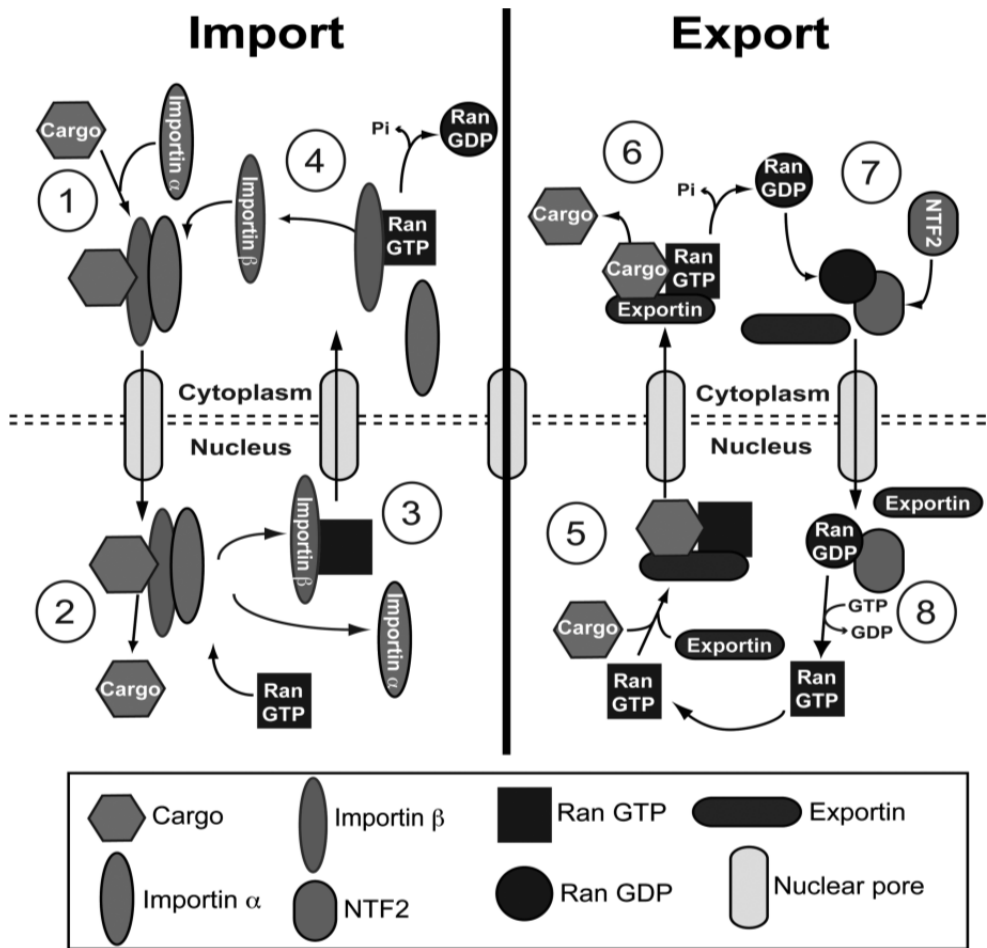 Import
Export
Cargo
Importin α
1
Importin β
4
Pi
Ran
GDP
Ran
GTP
6
Cargo
Pi
Ran
GDP
7
NTF2
Cargo
Ran
GTP
Exportin
Cytoplasm
Nucleus
Cytoplasm
Nucleus
2
Cargo
Cargo
Importin β
3
Importin α
Ran
GTP
5
Cargo
Exportin
Ran
GTP
Exportin
Ran
GDP
GTP
GDP
8
Ran
GTP
Cargo
Importin β
Ran GTP
Exportin
Importin α
NTF2
Ran GDP
Nuclear pore